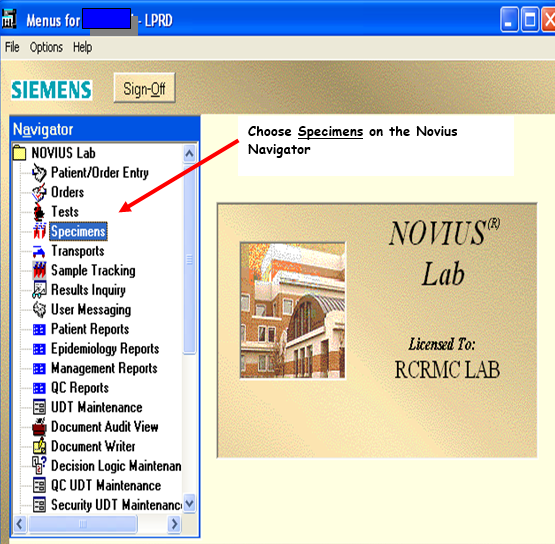 Menus for - LPRD
File Options Help
SIEMENS
Sign-Off
Navigator
NOVIUS Lab
Patient/Order Entry
Orders
Tests
Specimens
Transports
Sample Tracking
Results Inquiry
User Messaging
Patient Reports
Epidemiology Reports
Management Reports
QC Reports
UDT Maintenance
Document Audit View
Document Writer
Decision Logic Maintenan
QC UDT Maintenance
Security UDT Maintenanc
Choose Specimens on the Novius
Navigator
NOVIUS(R)
Lab
Licensed To:
RCRMC LAB